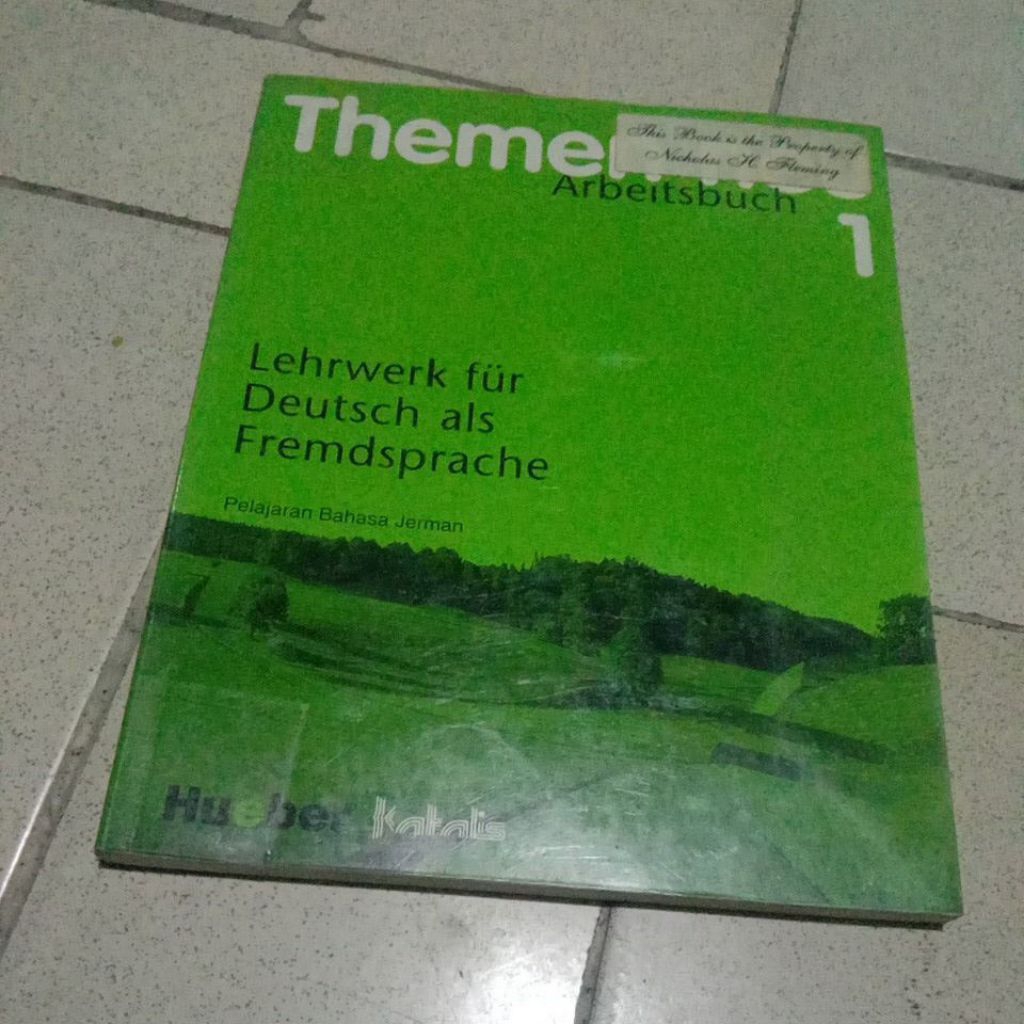 Theme
This Book is the Property of
Nicholas H. Fleming
Arbeitsbuch
1
Lehrwerk für
Deutsch als
Fremdsprache
Pelajaran Bahasa Jerman
Hueber Katalis